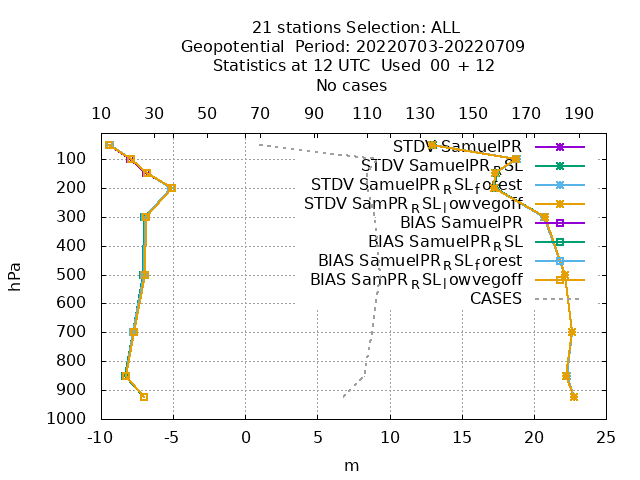 21 stations Selection: ALL
Geopotential  Period: 20220703-20220709
Statistics at 12 UTC  Used  00 + 12
No cases
10 30 50 70 90 110 130 150 170 190
STDV SamuelPR
100
STDV SamuelPR_RSL
STDV SamuelPR_RSL_forest
200
STDV SamPR_RSL_lowvegoff
BIAS SamuelPR
300
BIAS SamuelPR_RSL
400
BIAS SamuelPR_RSL_forest
BIAS SamPR_RSL_lowvegoff
500
CASES
600
700
800
900
1000
hPa
-10 -5 0 5 10 15 20 25
m